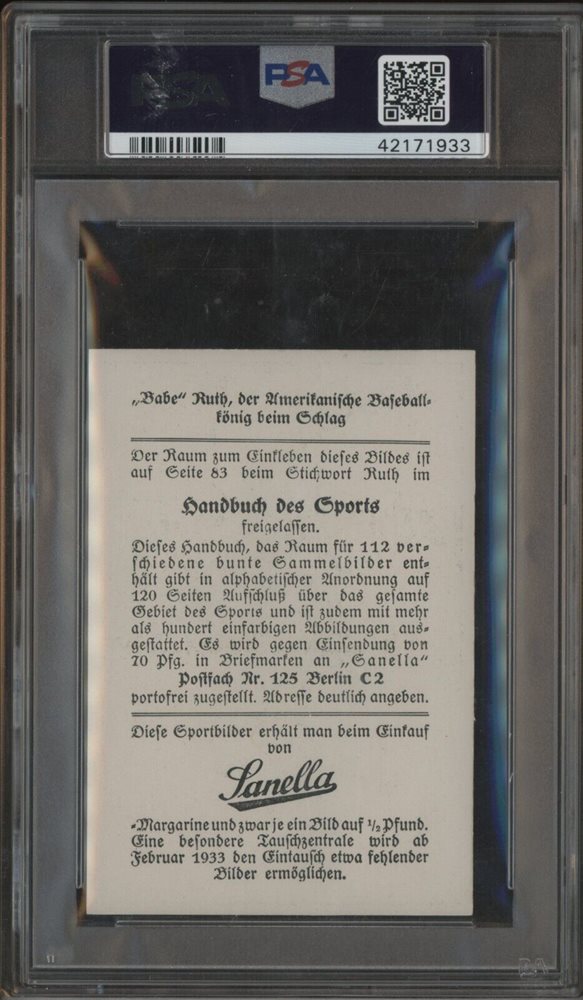 PSA
PSA
42171933
„Babe“ Ruth, der Amerikanische Baseball-
könig beim Schlag
Der Raum zum Einkleben dieses Bildes ist
auf Seite 83 beim Stichwort Ruth im
Handbuch des Sports
freigelassen.
Dieses Handbuch, das Raum für 112 ver-
schiedene bunte Sammelbilder ent-
hält gibt in alphabetischer Anordnung auf
120 Seiten Aufschluß über das gesamte
Gebiet des Sports und ist zudem mit mehr
als hundert einfarbigen Abbildungen aus-
gestattet. Es wird gegen Einsendung von
70 Pfg. in Briefmarken an „Sanella“
Postfach Nr. 125 Berlin C2
portofrei zugestellt. Adresse deutlich angeben.
Diese Sportbilder erhält man beim Einkauf
von
Sanella
-Margarine und zwar je ein Bild auf ½ Pfund.
Eine besondere Tauschzentrale wird ab
Februar 1933 den Eintausch etwa fehlender
Bilder ermöglichen.